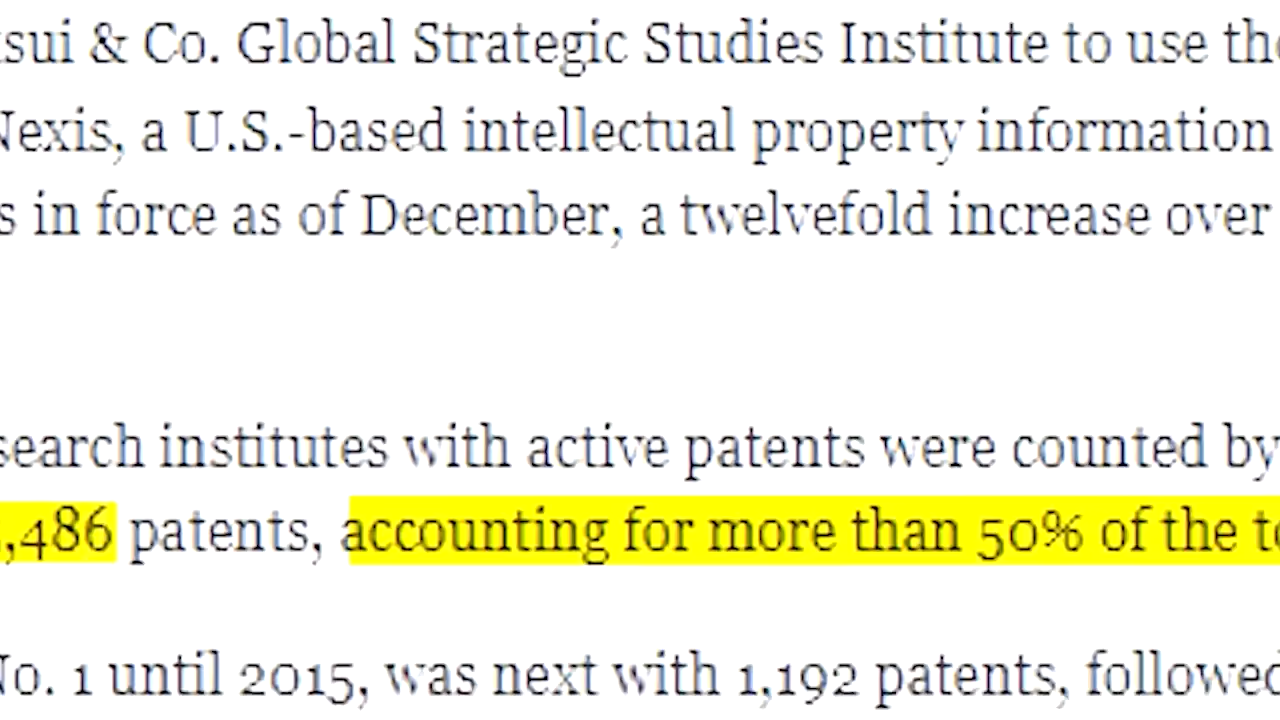 sui & Co. Global Strategic Studies Institute to use the
Nexis, a U.S.-based intellectual property information
s in force as of December, a twelvefold increase over
search institutes with active patents were counted by
,486 patents, accounting for more than 50% of the to
No. 1 until 2015, was next with 1,192 patents, followed